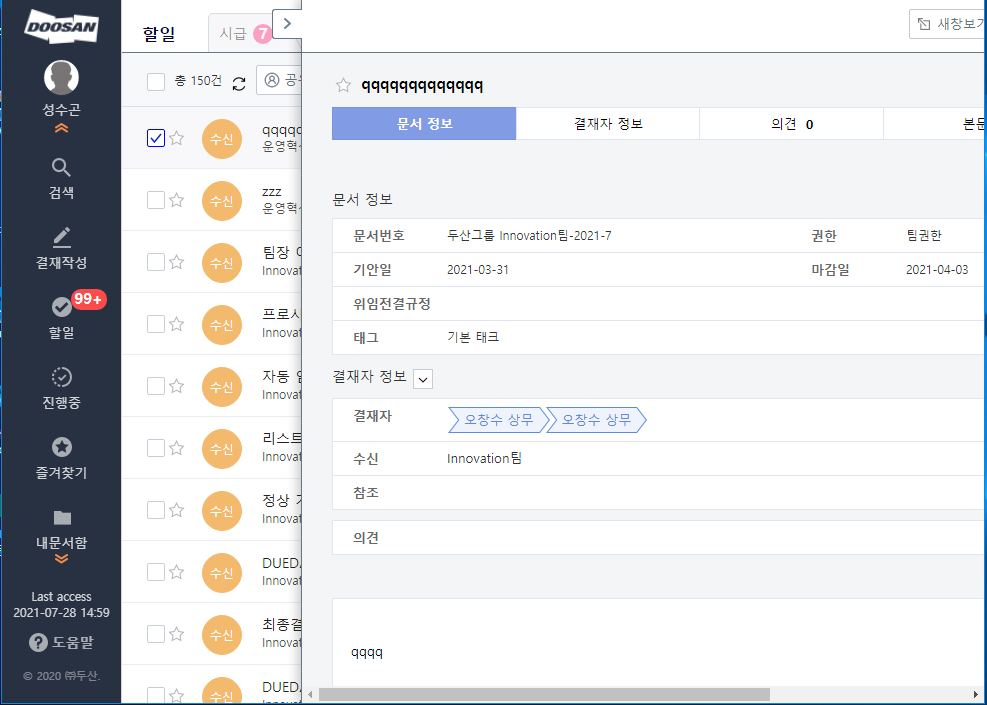 DOOSAN
성수곤
검색
결재작성
99+
할일
진행중
즐겨찾기
내문서함
Last access
2021-07-28 14:59
도움말
© 2020 ㈜두산.
할일
시급 7
총 150건
수신
qqqqq
운영혁
수신
zzz
운영혁
수신
팀장
Innovat
수신
프로시
Innovat
수신
자동
Innovat
수신
리스트
Innovat
수신
정상
Innovat
수신
DUED
Innovat
수신
최종결
Innovat
수신
DUED
새창보기
qqqqqqqqqqqqq
문서 정보
결재자 정보
의견 0
본문
문서 정보
문서번호 두산그룹 Innovation팀-2021-7 권한 팀권한
기안일 2021-03-31 마감일 2021-04-03
위임전결규정
태그 기본 태크
결재자 정보
결재자 오창수 상무 오창수 상무
수신 Innovation팀
참조
의견
qqqq